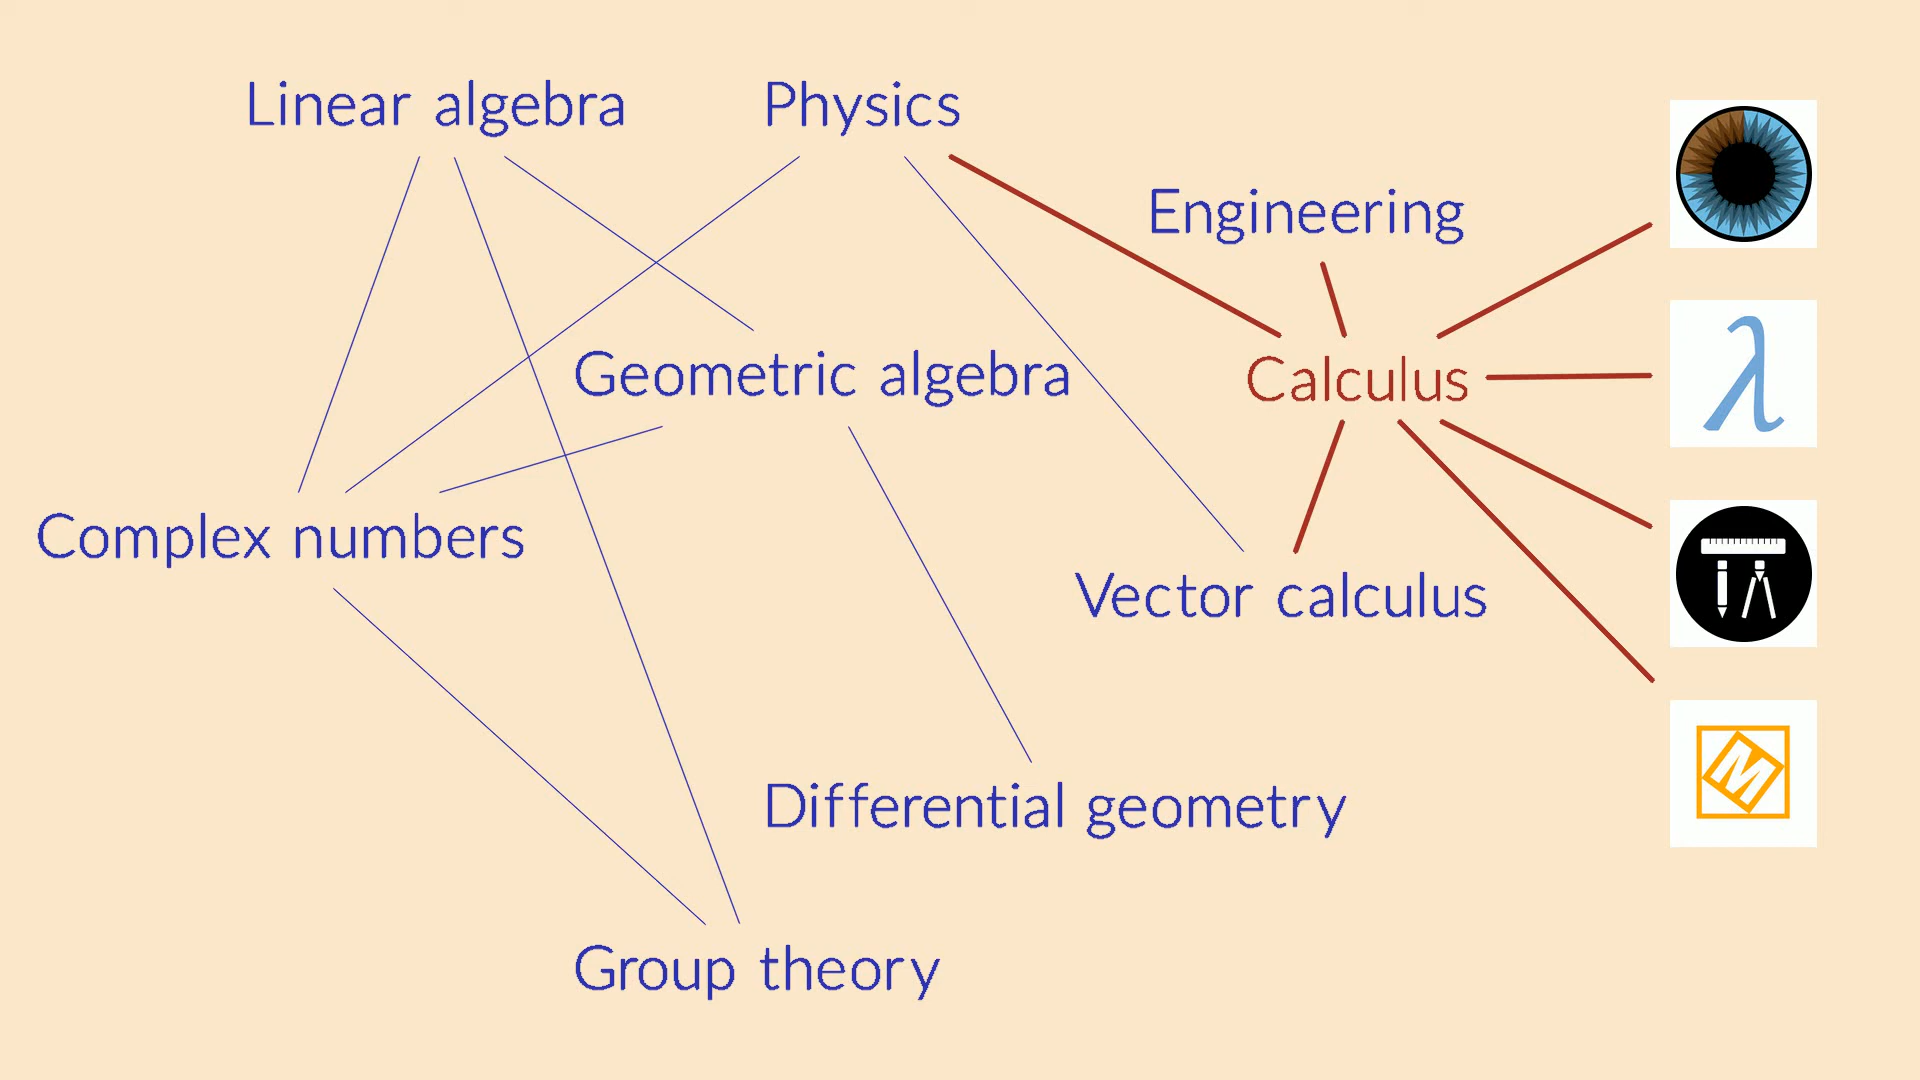 Linear algebra
Physics
Engineering
Geometric algebra
Calculus
λ
Complex numbers
Vector calculus
M
Differential geometry
Group theory